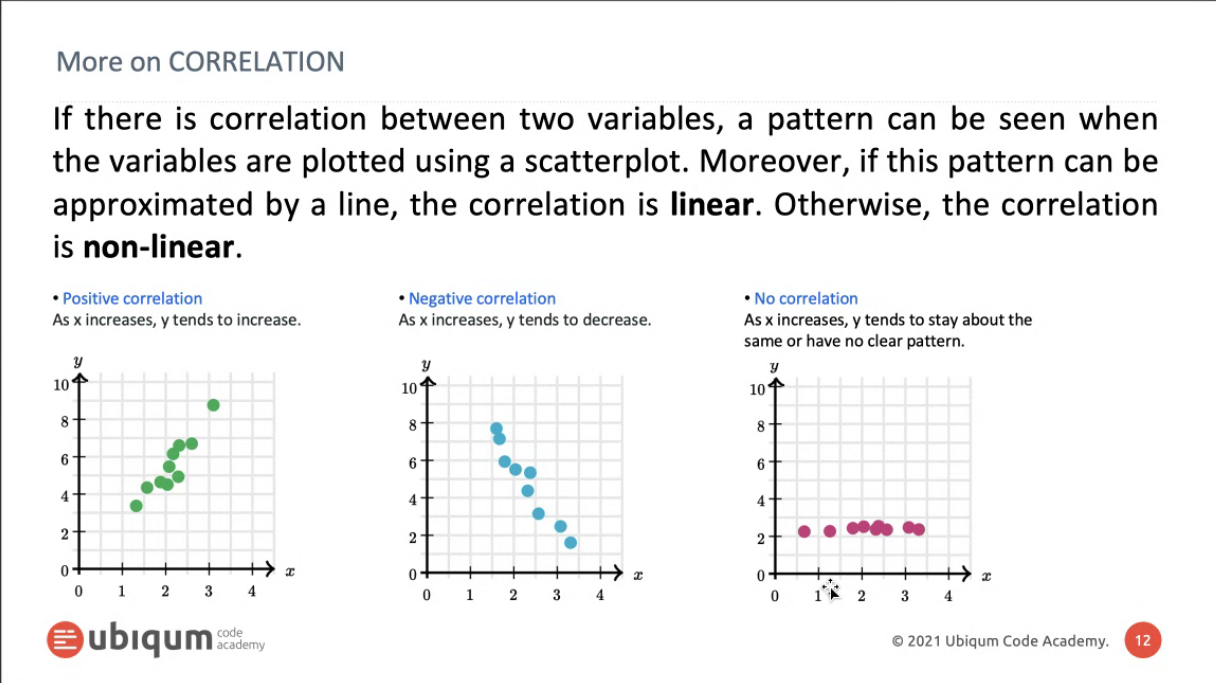 More on CORRELATION
If there is correlation between two variables, a pattern can be seen when
the variables are plotted using a scatterplot. Moreover, if this pattern can be
approximated by a line, the correlation is linear. Otherwise, the correlation
is non-linear.
• Positive correlation
As x increases, y tends to increase.
y
10
8
6
4
2
0
0 1 2 3 4
x
• Negative correlation
As x increases, y tends to decrease.
y
10
8
6
4
2
0
0 1 2 3 4
x
• No correlation
As x increases, y tends to stay about the
same or have no clear pattern.
y
10
8
6
4
2
0
0 1 2 3 4
x
ubiqum code
academy
© 2021 Ubiqum Code Academy.
12